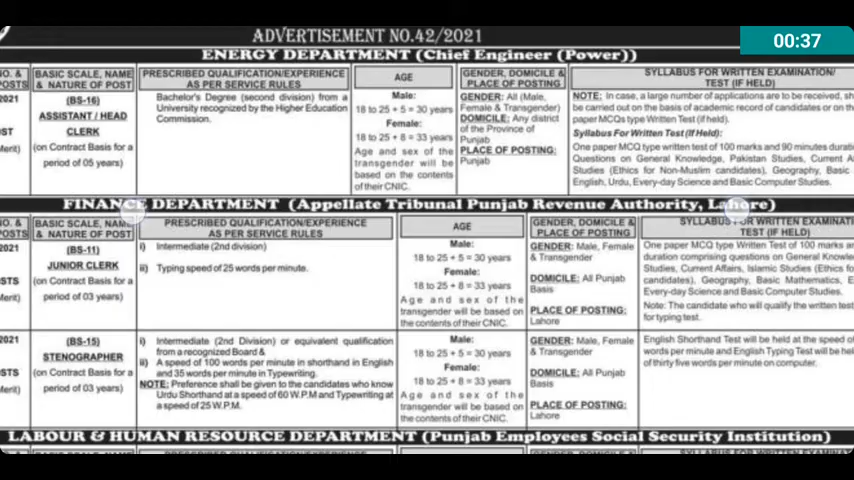 ADVERTISEMENT NO.42/2021
00:37
ENERGY DEPARTMENT (Chief Engineer (Power))
NO. &
POSTS
BASIC SCALE, NAME
& NATURE OF POST
PRESCRIBED QUALIFICATION/EXPERIENCE
AS PER SERVICE RULES
AGE
GENDER, DOMICILE &
PLACE OF POSTING
SYLLABUS FOR WRITTEN EXAMINATION/
TEST (IF HELD)
2021
(BS-16)
ASSISTANT / HEAD
CLERK
(on Contract Basis for a
period of 05 years)
Bachelor's Degree (second division) from a
University recognized by the Higher Education
Commission.
Male:
18 to 25 + 5 = 30 years
Female:
18 to 25 + 8 = 33 years
Age and sex of the
transgender will be
based on the contents
of their CNIC.
GENDER: All (Male,
Female & Transgender)
DOMICILE: Any district
of the Province of
Punjab
PLACE OF POSTING:
Punjab
NOTE: In case, a large number of applications are to be received, sh
be carried out on the basis of academic record of candidates or on the
paper MCQs type Written Test (if held).
Syllabus For Written Test (If Held):
One paper MCQ type written test of 100 marks and 90 minutes duration
Questions on General Knowledge, Pakistan Studies, Current A
Studies (Ethics for Non-Muslim candidates), Geography, Basic
English, Urdu, Every-day Science and Basic Computer Studies.
FINANCE DEPARTMENT (Appellate Tribunal Punjab Revenue Authority, Lahore)
NO. &
POSTS
BASIC SCALE, NAME
& NATURE OF POST
PRESCRIBED QUALIFICATION/EXPERIENCE
AS PER SERVICE RULES
AGE
GENDER, DOMICILE &
PLACE OF POSTING
SYLLABUS FOR WRITTEN EXAMINATI
TEST (IF HELD)
2021
(BS-11)
JUNIOR CLERK
(on Contract Basis for a
period of 03 years)
i) Intermediate (2nd division)
ii) Typing speed of 25 words per minute.
Male:
18 to 25 + 5 = 30 years
Female:
18 to 25 + 8 = 33 years
Age and sex of the
transgender will be based on
the contents of their CNIC.
GENDER: Male, Female
& Transgender
DOMICILE: All Punjab
Basis
PLACE OF POSTING:
Lahore
One paper MCQ type Written Test of 100 marks an
duration comprising questions on General Knowled
Studies, Current Affairs, Islamic Studies (Ethics fo
candidates), Geography, Basic Mathematics, E
Every-day Science and Basic Computer Studies.
Note: The candidate who will qualify the written test
for typing test.
2021
(BS-15)
STENOGRAPHER
(on Contract Basis for a
period of 03 years)
i) Intermediate (2nd Division) or equivalent qualification
from a recognized Board &
ii) A speed of 100 words per minute in shorthand in English
and 35 words per minute in Typewriting.
NOTE: Preference shall be given to the candidates who know
Urdu Shorthand at a speed of 60 W.P.M and Typewriting at
a speed of 25 W.P.M.
Male:
18 to 25 + 5 = 30 years
Female:
18 to 25 + 8 = 33 years
Age and sex of the
transgender will be based on
the contents of their CNIC.
GENDER: Male, Female
& Transgender
DOMICILE: All Punjab
Basis
PLACE OF POSTING:
Lahore
English Shorthand Test will be held at the speed of
words per minute and English Typing Test will be hel
of thirty five words per minute on computer.
LABOUR & HUMAN RESOURCE DEPARTMENT (Punjab Employees Social Security Institution)